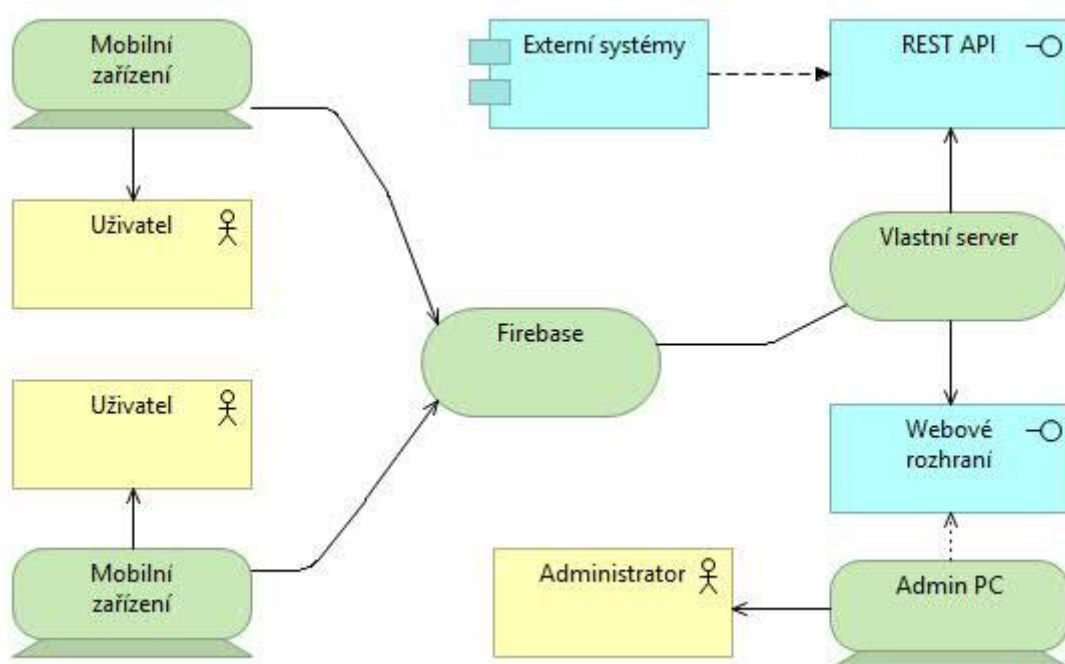 Mobilní
zařízení
Externí systémy
REST API
Uživatel
Vlastní server
Firebase
Uživatel
Webové
rozhraní
Mobilní
zařízení
Administrator
Admin PC